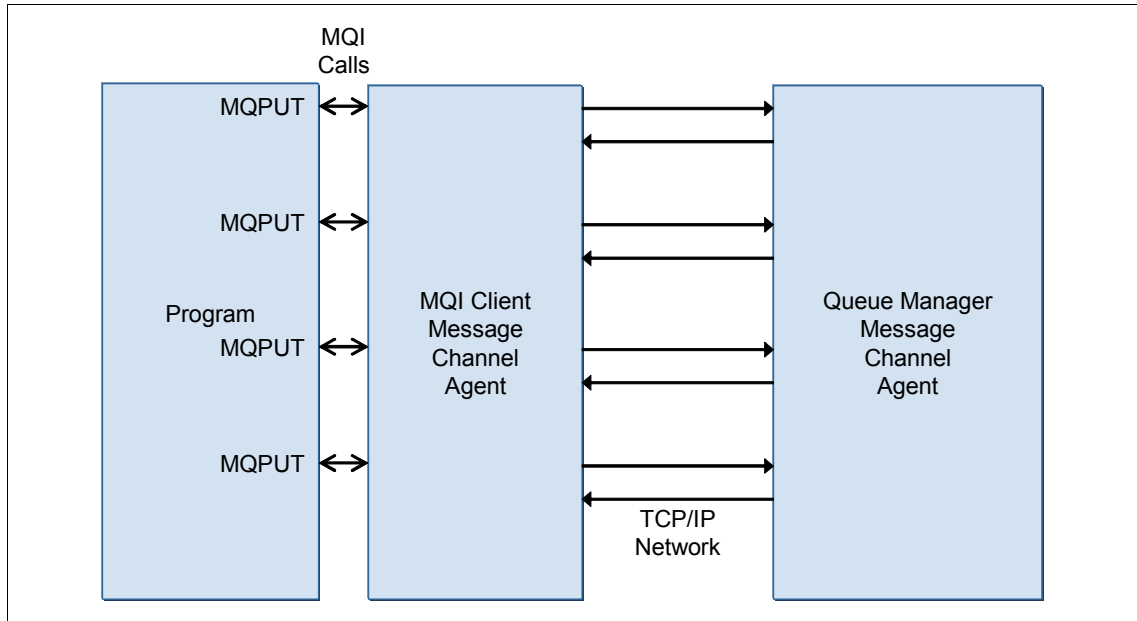 MQI
Calls
MQPUT
MQPUT
Program
MQPUT
MQPUT
MQI Client
Message
Channel
Agent
Queue Manager
Message
Channel
Agent
TCP/IP
Network